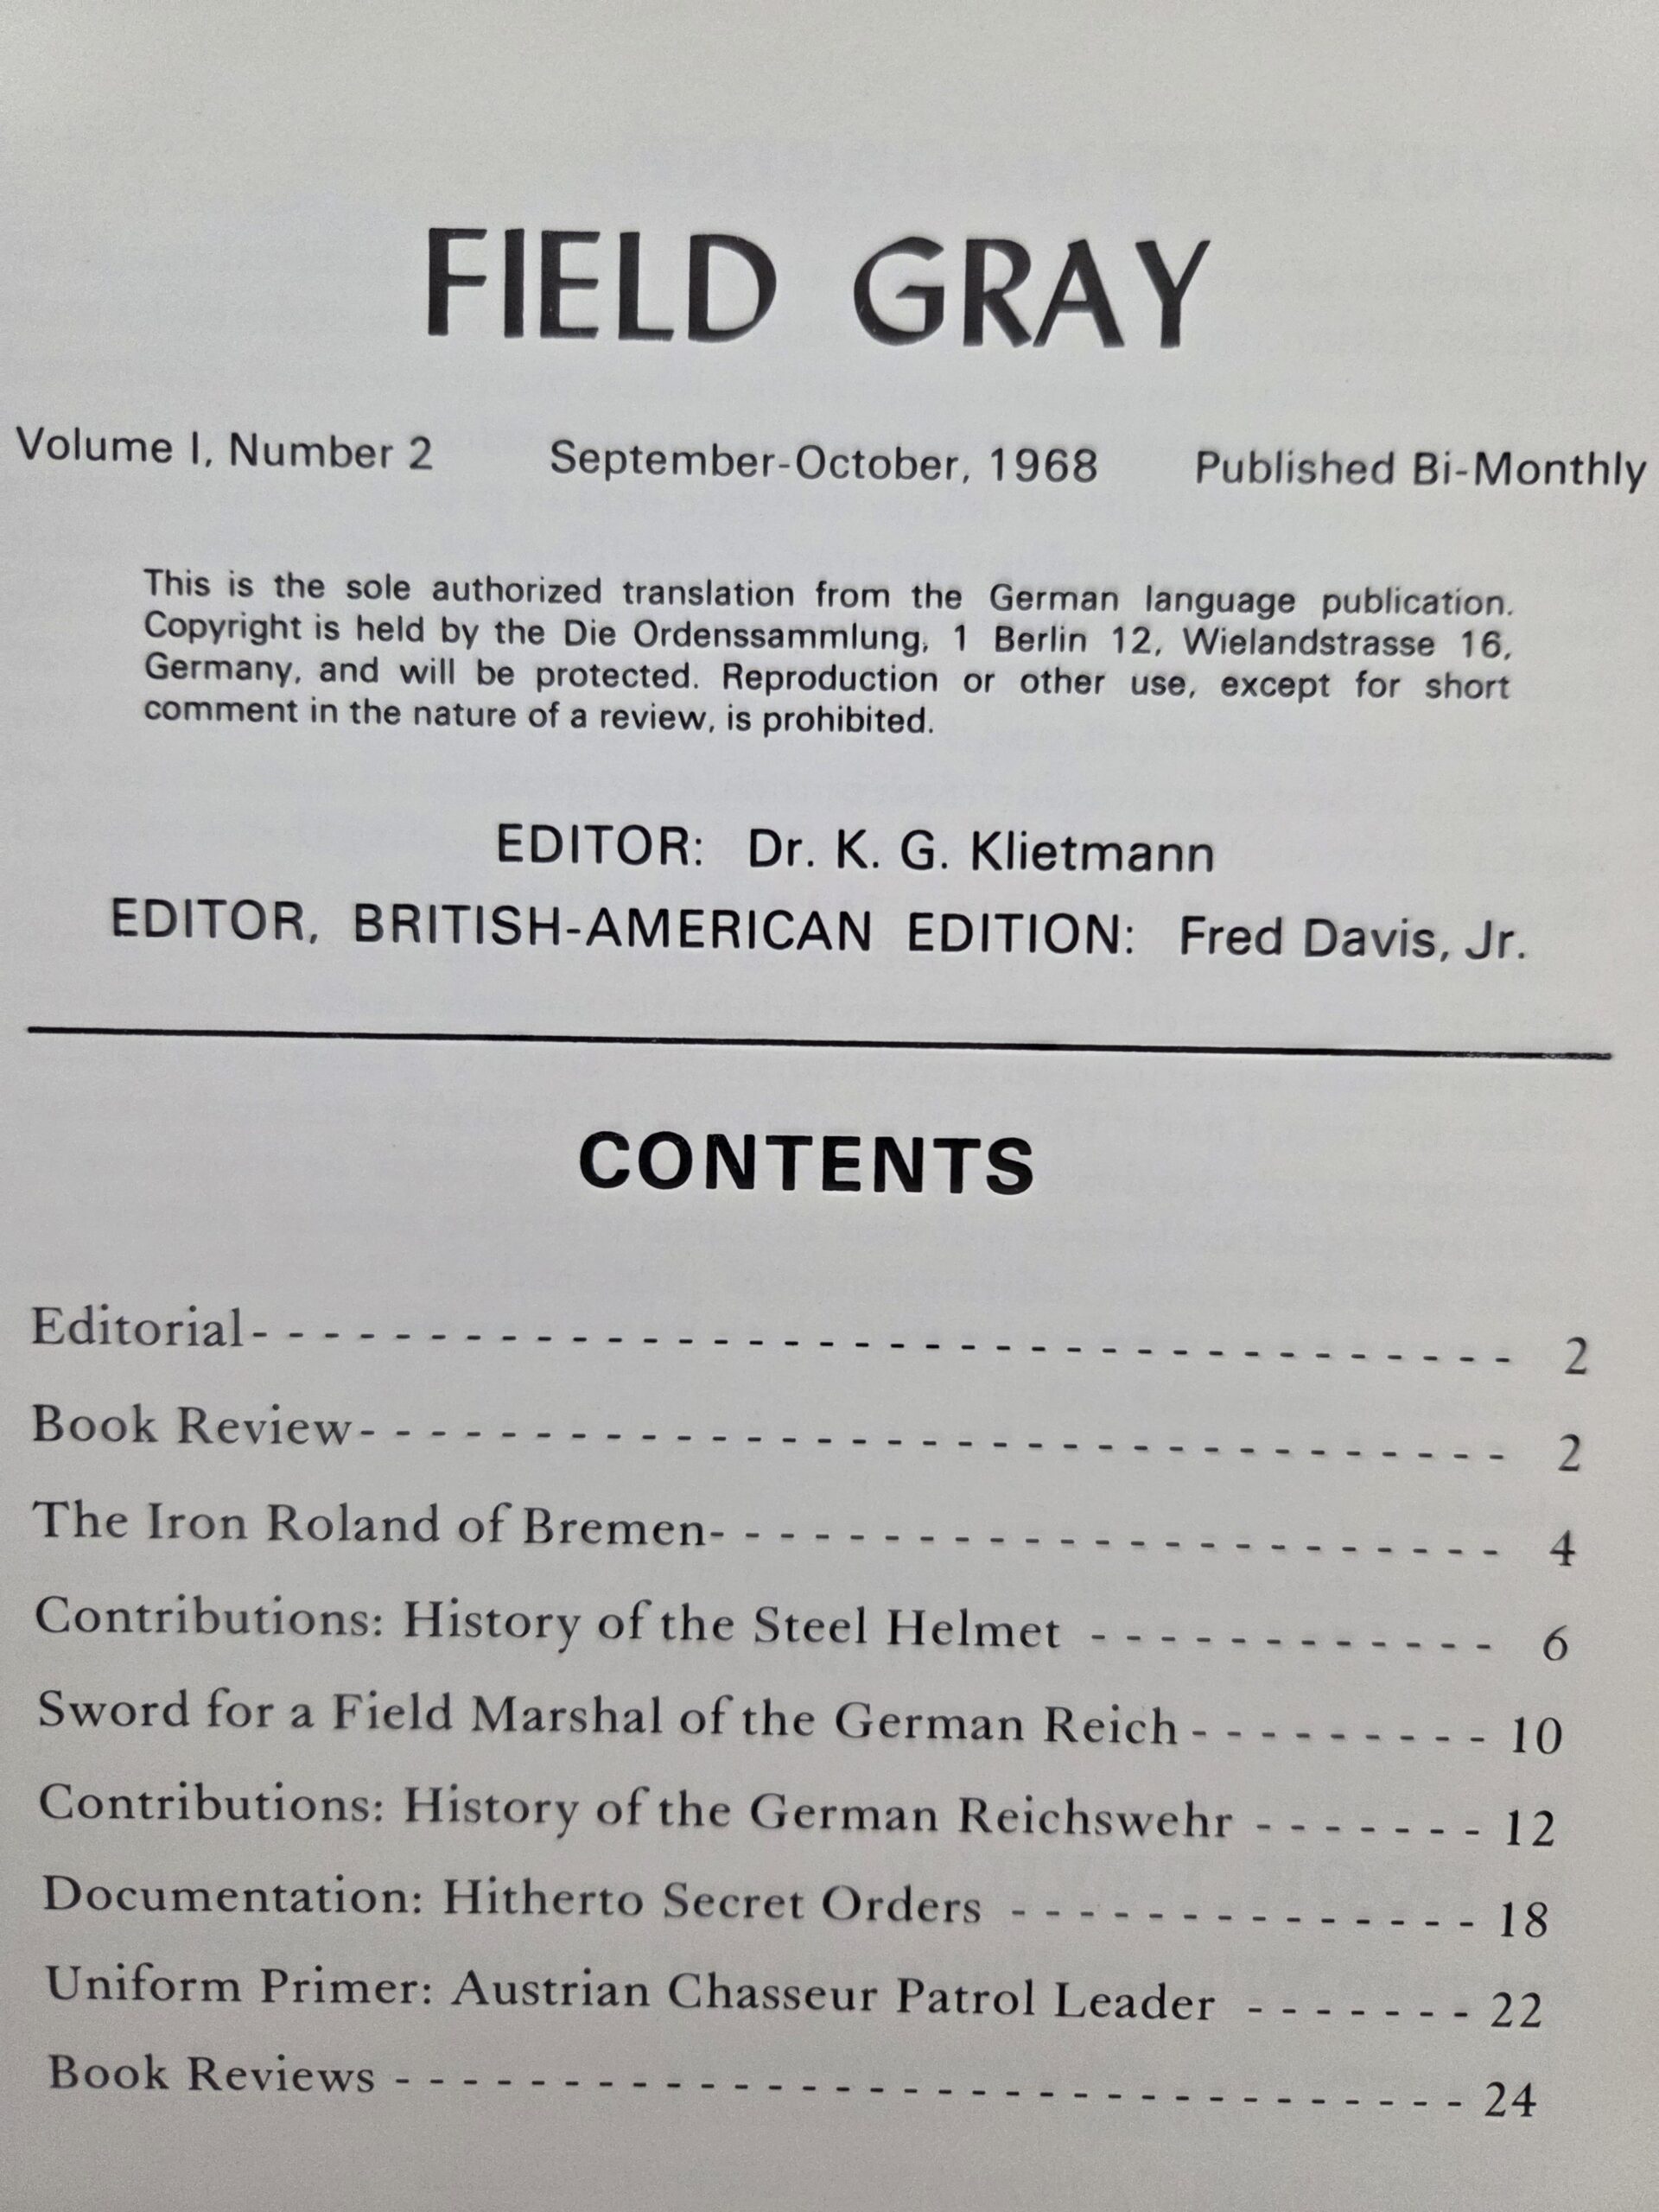 FIELD GRAY
Volume I, Number 2 September-October, 1968 Published Bi-Monthly
This is the sole authorized translation from the German language publication.
Copyright is held by the Die Ordenssammlung, 1 Berlin 12, Wielandstrasse 16,
Germany, and will be protected. Reproduction or other use, except for short
comment in the nature of a review, is prohibited.
EDITOR: Dr. K. G. Klietmann
EDITOR, BRITISH-AMERICAN EDITION: Fred Davis, Jr.
CONTENTS
Editorial- - - - - - - - - - - - - - - - - - - - - - - - - - - - - - - - - - - - 2
Book Review- - - - - - - - - - - - - - - - - - - - - - - - - - - - - - - - - 2
The Iron Roland of Bremen- - - - - - - - - - - - - - - - - - - - - - - 4
Contributions: History of the Steel Helmet - - - - - - - - - - - - 6
Sword for a Field Marshal of the German Reich - - - - - - - - - 10
Contributions: History of the German Reichswehr - - - - - - - 12
Documentation: Hitherto Secret Orders - - - - - - - - - - - - - - 18
Uniform Primer: Austrian Chasseur Patrol Leader - - - - - - - 22
Book Reviews - - - - - - - - - - - - - - - - - - - - - - - - - - - - - - - - 24